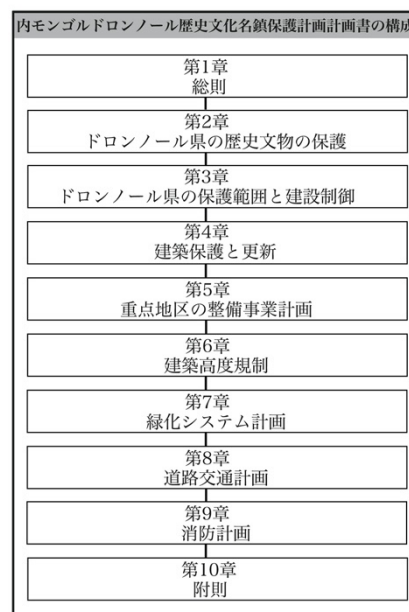 内モンゴルドロンノール歴史文化名鎮保護計画計画書の構成
第1章
総則
第2章
ドロンノール県の歴史文物の保護
第3章
ドロンノール県の保護範囲と建設制御
第4章
建築保護と更新
第5章
重点地区の整備事業計画
第6章
建築高度規制
第7章
緑化システム計画
第8章
道路交通計画
第9章
消防計画
第10章
附則